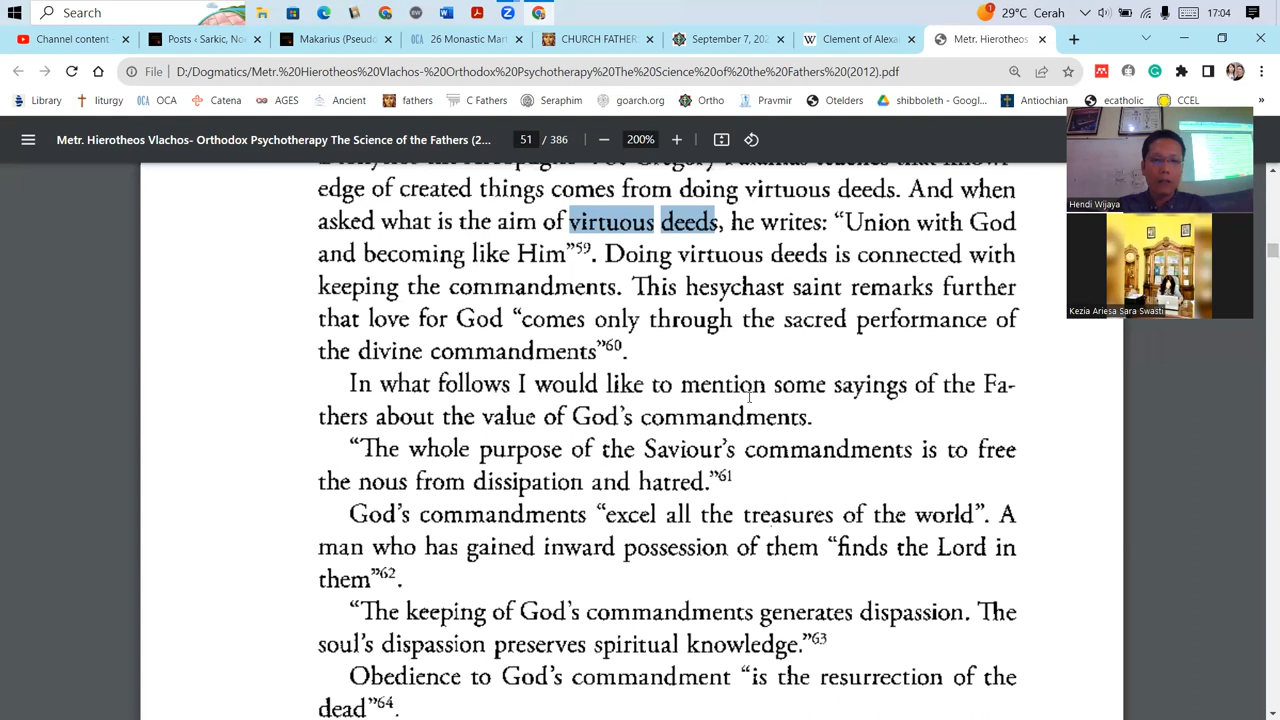 Search
29°C Cerah
17:04
Channel content -
Posts ‹ Sarkic, No
Makarius (Pseudo
26 Monastic Mart
CHURCH FATHER
September 7, 202
Clement of Alexa
Metr. Hierotheos
File
D:/Dogmatics/Metr.%20Hierotheos%20Vlachos-%20Orthodox%20Psychotherapy%20The%20Science%20of%20the%20Fathers%20(2012).pdf
Library
liturgy
OCA
Catena
AGES
Ancient
fathers
C Fathers
Seraphim
goarch.org
Ortho
Pravmir
Otelders
shibboleth - Googl...
Antiochian
ecatholic
CCEL
Metr. Hierotheos Vlachos- Orthodox Psychotherapy The Science of the Fathers (2...
51 / 386
200%
edge of created things comes from doing virtuous deeds. And when
asked what is the aim of virtuous deeds, he writes: “Union with God
and becoming like Him”59. Doing virtuous deeds is connected with
keeping the commandments. This hesychast saint remarks further
that love for God “comes only through the sacred performance of
the divine commandments”60.
In what follows I would like to mention some sayings of the Fa-
thers about the value of God’s commandments.
“The whole purpose of the Saviour’s commandments is to free
the nous from dissipation and hatred.”61
God’s commandments “excel all the treasures of the world”. A
man who has gained inward possession of them “finds the Lord in
them”62.
“The keeping of God’s commandments generates dispassion. The
soul’s dispassion preserves spiritual knowledge.”63
Obedience to God’s commandment “is the resurrection of the
dead”64.
Hendi Wijaya
Kezia Ariesa Sara Swasti